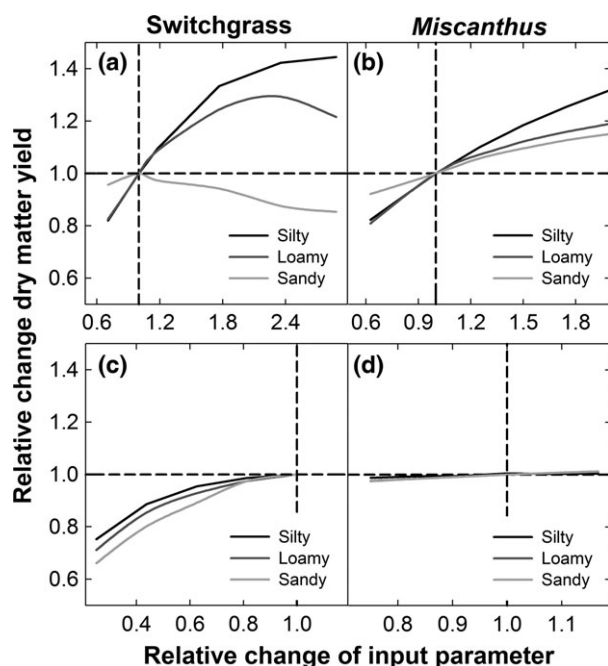 Switchgrass Miscanthus
Relative change dry matter yield
(a)
1.4
1.2
1.0
0.8
0.6
Silty
Loamy
Sandy
0.6 1.2 1.8 2.4
(b)
Silty
Loamy
Sandy
0.6 0.9 1.2 1.5 1.8
(c)
1.4
1.2
1.0
0.8
0.6
Silty
Loamy
Sandy
0.4 0.6 0.8 1.0
(d)
Silty
Loamy
Sandy
0.8 0.9 1.0 1.1
Relative change of input parameter